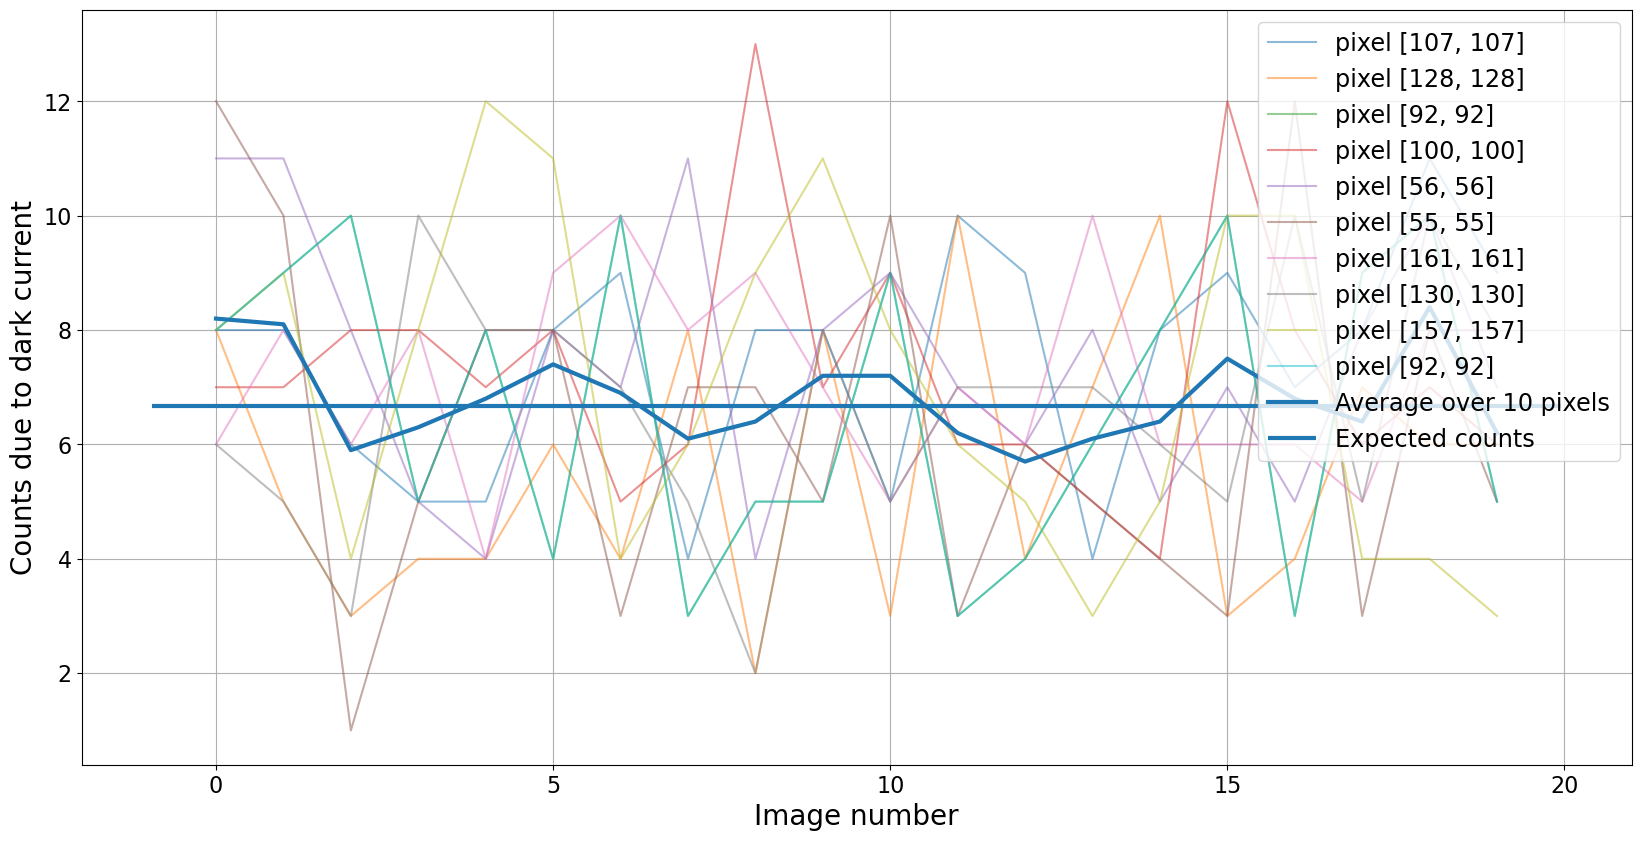 pixel [107, 107]
pixel [128, 128]
pixel [92, 92]
pixel [100, 100]
pixel [56, 56]
pixel [55, 55]
pixel [161, 161]
pixel [130, 130]
pixel [157, 157]
pixel [92, 92]
Average over 10 pixels
Expected counts
Counts due to dark current
12
10
8
6
4
2
0
5
10
15
20
Image number